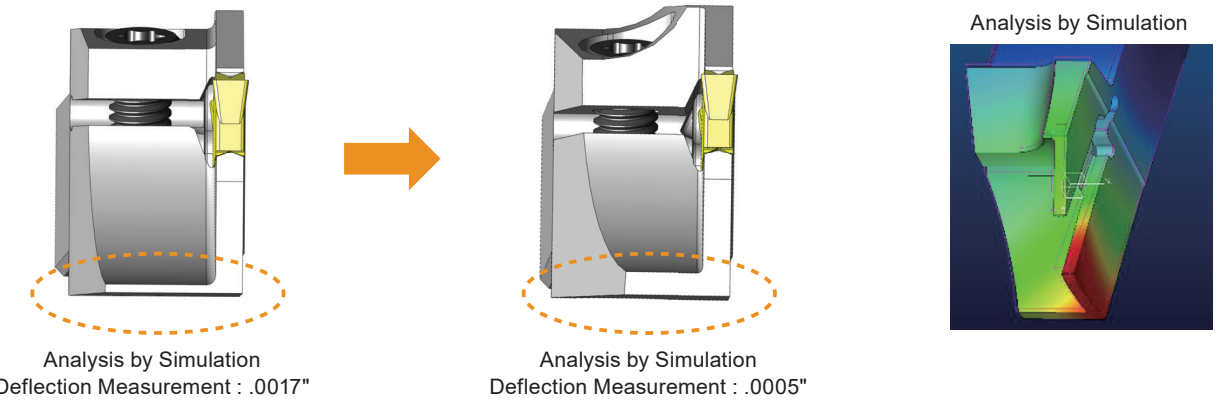 Analysis by Simulation
Analysis by Simulation
Deflection Measurement : .0017"
Analysis by Simulation
Deflection Measurement : .0005"